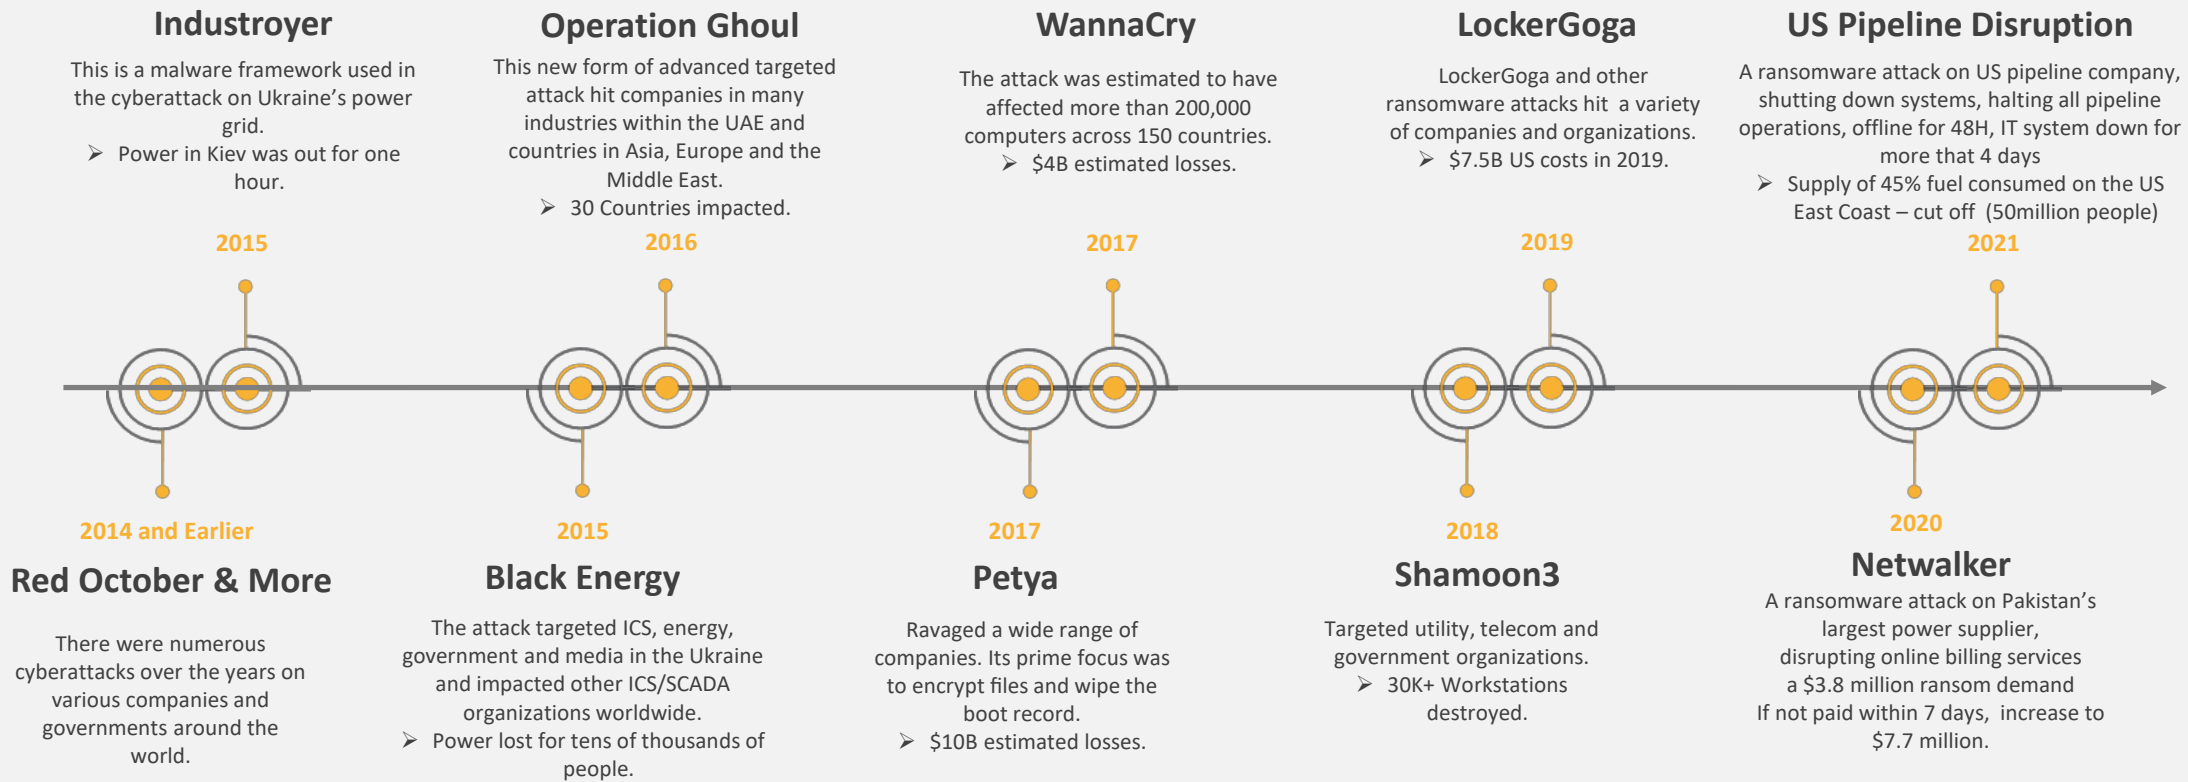 Industroyer
This is a malware framework used in
the cyberattack on Ukraine's power
grid.
➢ Power in Kiev was out for one
hour.
2015
Operation Ghoul
This new form of advanced targeted
attack hit companies in many
industries within the UAE and
countries in Asia, Europe and the
Middle East.
➢ 30 Countries impacted.
2016
WannaCry
The attack was estimated to have
affected more than 200,000
computers across 150 countries.
➢ $4B estimated losses.
2017
LockerGoga
LockerGoga and other
ransomware attacks hit a variety
of companies and organizations.
➢ $7.5B US costs in 2019.
2019
US Pipeline Disruption
A ransomware attack on US pipeline company,
shutting down systems, halting all pipeline
operations, offline for 48H, IT system down for
more that 4 days
➢ Supply of 45% fuel consumed on the US
East Coast – cut off (50million people)
2021
2014 and Earlier
Red October & More
There were numerous
cyberattacks over the years on
various companies and
governments around the
world.
2015
Black Energy
The attack targeted ICS, energy,
government and media in the Ukraine
and impacted other ICS/SCADA
organizations worldwide.
➢ Power lost for tens of thousands of
people.
2017
Petya
Ravaged a wide range of
companies. Its prime focus was
to encrypt files and wipe the
boot record.
➢ $10B estimated losses.
2018
Shamoon3
Targeted utility, telecom and
government organizations.
➢ 30K+ Workstations
destroyed.
2020
Netwalker
A ransomware attack on Pakistan's
largest power supplier,
disrupting online billing services
a $3.8 million ransom demand
If not paid within 7 days, increase to
$7.7 million.